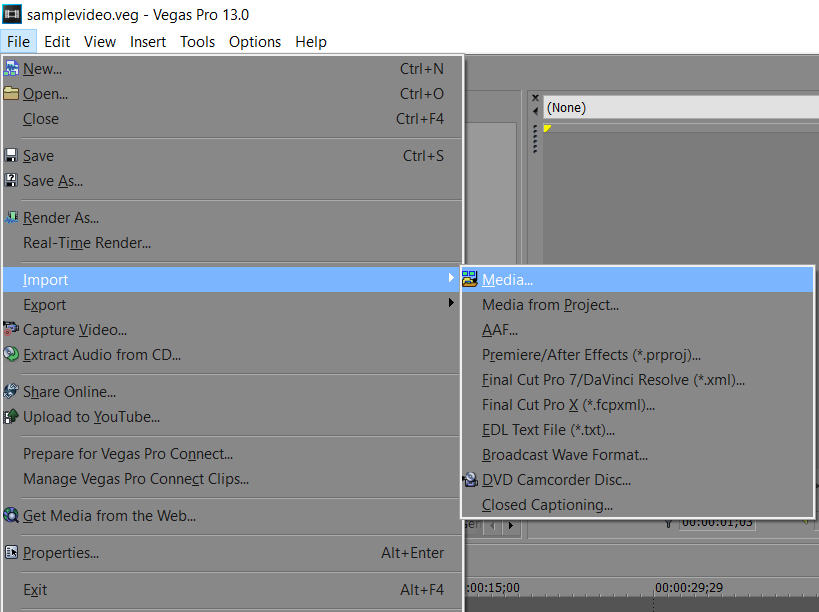 samplevideo.veg - Vegas Pro 13.0
File Edit View Insert Tools Options Help
New... Ctrl+N
Open... Ctrl+O
Close Ctrl+F4
Save Ctrl+S
Save As...
Render As...
Real-Time Render...
Import
Export
Capture Video...
Extract Audio from CD...
Share Online...
Upload to YouTube...
Prepare for Vegas Pro Connect...
Manage Vegas Pro Connect Clips...
Get Media from the Web...
Properties... Alt+Enter
Exit Alt+F4
(None)
Media...
Media from Project...
AAF...
Premiere/After Effects (*.prproj)...
Final Cut Pro 7/DaVinci Resolve (*.xml)...
Final Cut Pro X (*.fcpxml)...
EDL Text File (*.txt)...
Broadcast Wave Format...
DVD Camcorder Disc...
Closed Captioning...
00:00:01;03
:00:15;00 00:00:29;29